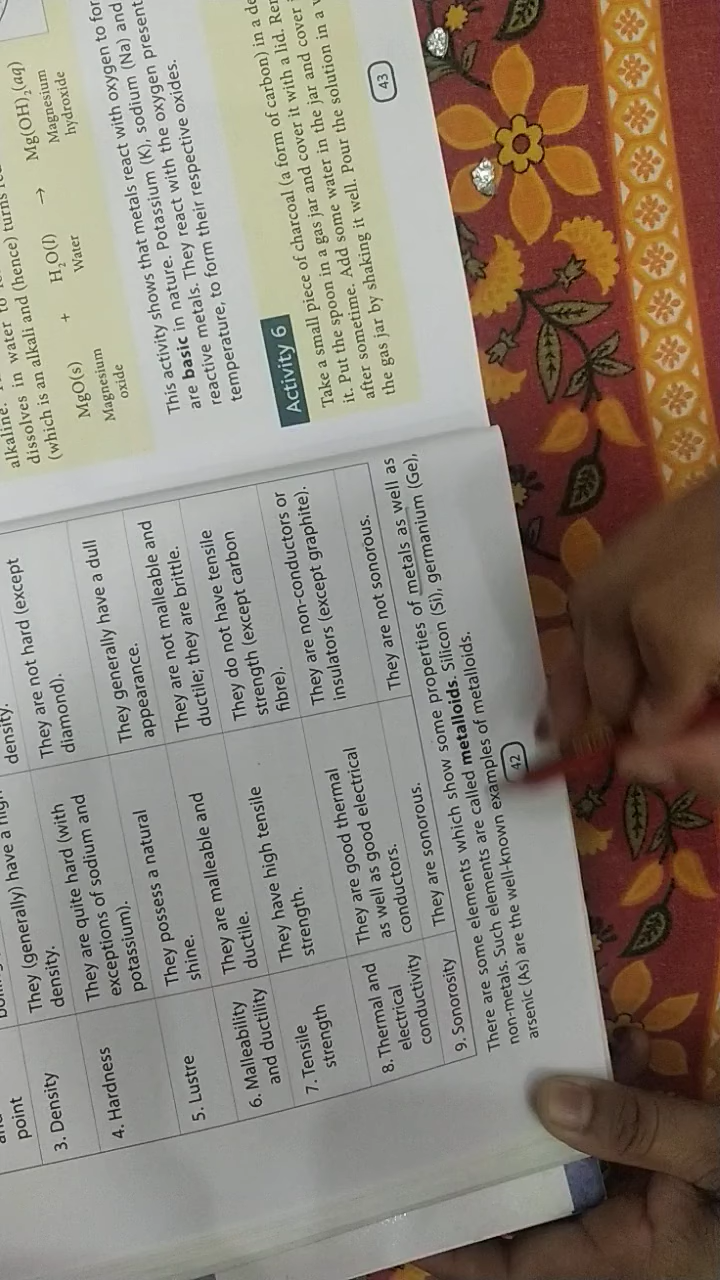 point
density.
3. Density
They (generally) have a
density.
4. Hardness
They are quite hard (with
exceptions of sodium and
potassium).
They are not hard (except
diamond).
5. Lustre
They possess a natural
shine.
They generally have a dull
appearance.
6. Malleability
and ductility
They are malleable and
ductile.
They are not malleable and
ductile; they are brittle.
7. Tensile
strength
They have high tensile
strength.
They do not have tensile
strength (except carbon
fibre).
8. Thermal and
electrical
conductivity
They are good thermal
as well as good electrical
conductors.
They are non-conductors or
insulators (except graphite).
9. Sonorosity
They are sonorous.
They are not sonorous.
There are some elements which show some properties of metals as well as
non-metals. Such elements are called metalloids. Silicon (Si), germanium (Ge),
arsenic (As) are the well-known examples of metalloids.
42
alkaline.
dissolves in water to
(which is an alkali and (hence) turns
MgO(s) + H₂O(l) → Mg(OH)₂(aq)
Magnesium Water Magnesium
oxide hydroxide
This activity shows that metals react with oxygen to
are basic in nature. Potassium (K), sodium (Na) and
reactive metals. They react with the oxygen present
temperature, to form their respective oxides.
Activity 6
Take a small piece of charcoal (a form of carbon) in a
it. Put the spoon in a gas jar and cover it with a lid.
after sometime. Add some water in the jar and cover
the gas jar by shaking it well. Pour the solution in a
43